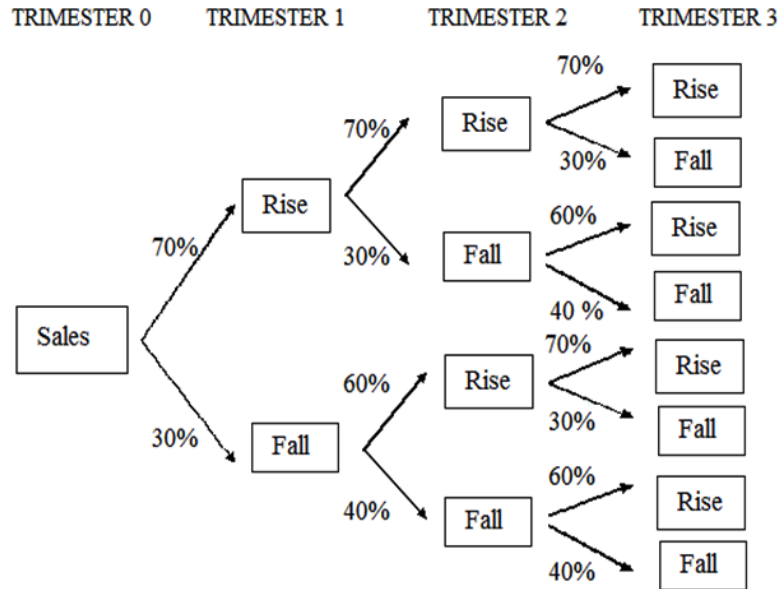 TRIMESTER 0 TRIMESTER 1 TRIMESTER 2 TRIMESTER 3
70%
Rise
70%
Rise
30%
Fall
70%
Rise
60%
Rise
30%
Fall
40 %
Fall
Sales
70%
Rise
60%
Rise
30%
Fall
30%
Fall
60%
Rise
40%
Fall
40%
Fall